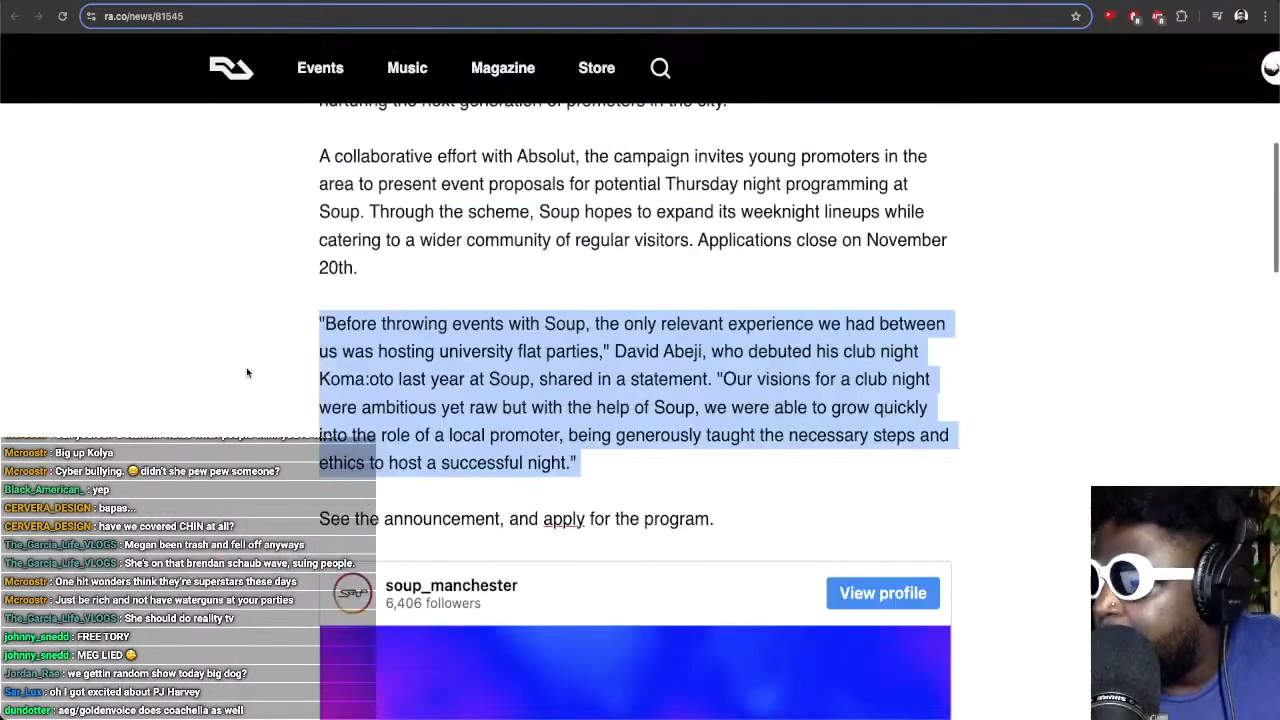 ra.co/news/81545
Events
Music
Magazine
Store
nurturing the next generation of promoters in the city.
A collaborative effort with Absolut, the campaign invites young promoters in the
area to present event proposals for potential Thursday night programming at
Soup. Through the scheme, Soup hopes to expand its weeknight lineups while
catering to a wider community of regular visitors. Applications close on November
20th.
"Before throwing events with Soup, the only relevant experience we had between
us was hosting university flat parties," David Abeji, who debuted his club night
Koma:oto last year at Soup, shared in a statement. "Our visions for a club night
were ambitious yet raw but with the help of Soup, we were able to grow quickly
into the role of a local promoter, being generously taught the necessary steps and
ethics to host a successful night."
See the announcement, and apply for the program.
soup_manchester
6,406 followers
View profile
Mcroostr : Big up Kolya
Mcroostr : Cyber bullying. 😄 didn't she pew pew someone?
Black_American_ : yep
CERVERA_DESIGN : bapas...
CERVERA_DESIGN : have we covered CHIN at all?
The_Garcia_Life_VLOGS : Megan been trash and fell off anyways
The_Garcia_Life_VLOGS : She's on that brendan schaub wave, suing people.
Mcroostr : One hit wonders think they're superstars these days
Mcroostr : Just be rich and not have waterguns at your parties
The_Garcia_Life_VLOGS : She should do reality tv
johnny_snedd : FREE TORY
johnny_snedd : MEG LIED 🤪
Jordan_Rae : we gettin random show today big dog?
Ser_Lux : oh I got excited about PJ Harvey
dundotter : aeg/goldenvoice does coachella as well